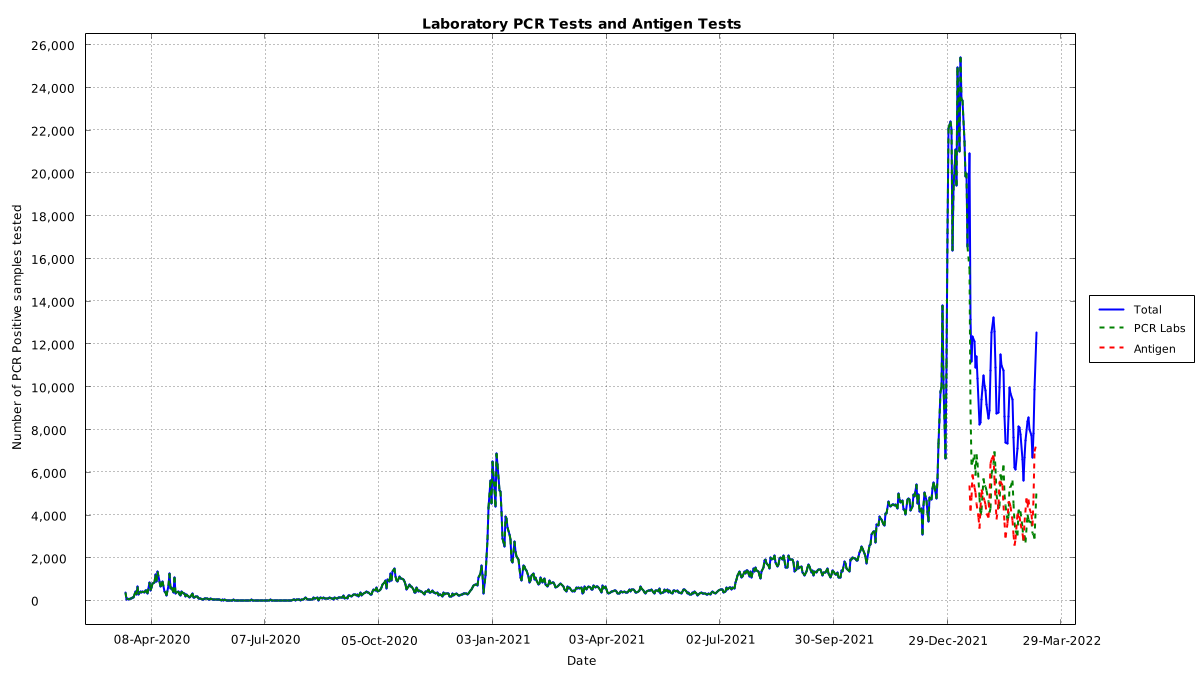 Laboratory PCR Tests and Antigen Tests
26,000
24,000
22,000
20,000
18,000
16,000
14,000
12,000
10,000
8,000
6,000
4,000
2,000
0
Number of PCR Positive samples tested
08-Apr-2020
07-Jul-2020
05-Oct-2020
03-Jan-2021
03-Apr-2021
02-Jul-2021
30-Sep-2021
29-Dec-2021
29-Mar-2022
Date
Total
PCR Labs
Antigen